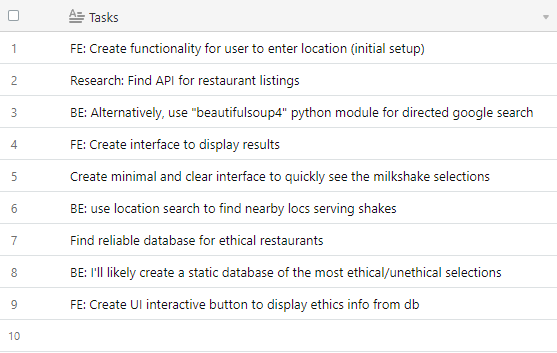 Tasks
1 FE: Create functionality for user to enter location (initial setup)
2 Research: Find API for restaurant listings
3 BE: Alternatively, use "beautifulsoup4" python module for directed google search
4 FE: Create interface to display results
5 Create minimal and clear interface to quickly see the milkshake selections
6 BE: use location search to find nearby locs serving shakes
7 Find reliable database for ethical restaurants
8 BE: I'll likely create a static database of the most ethical/unethical selections
9 FE: Create UI interactive button to display ethics info from db
10